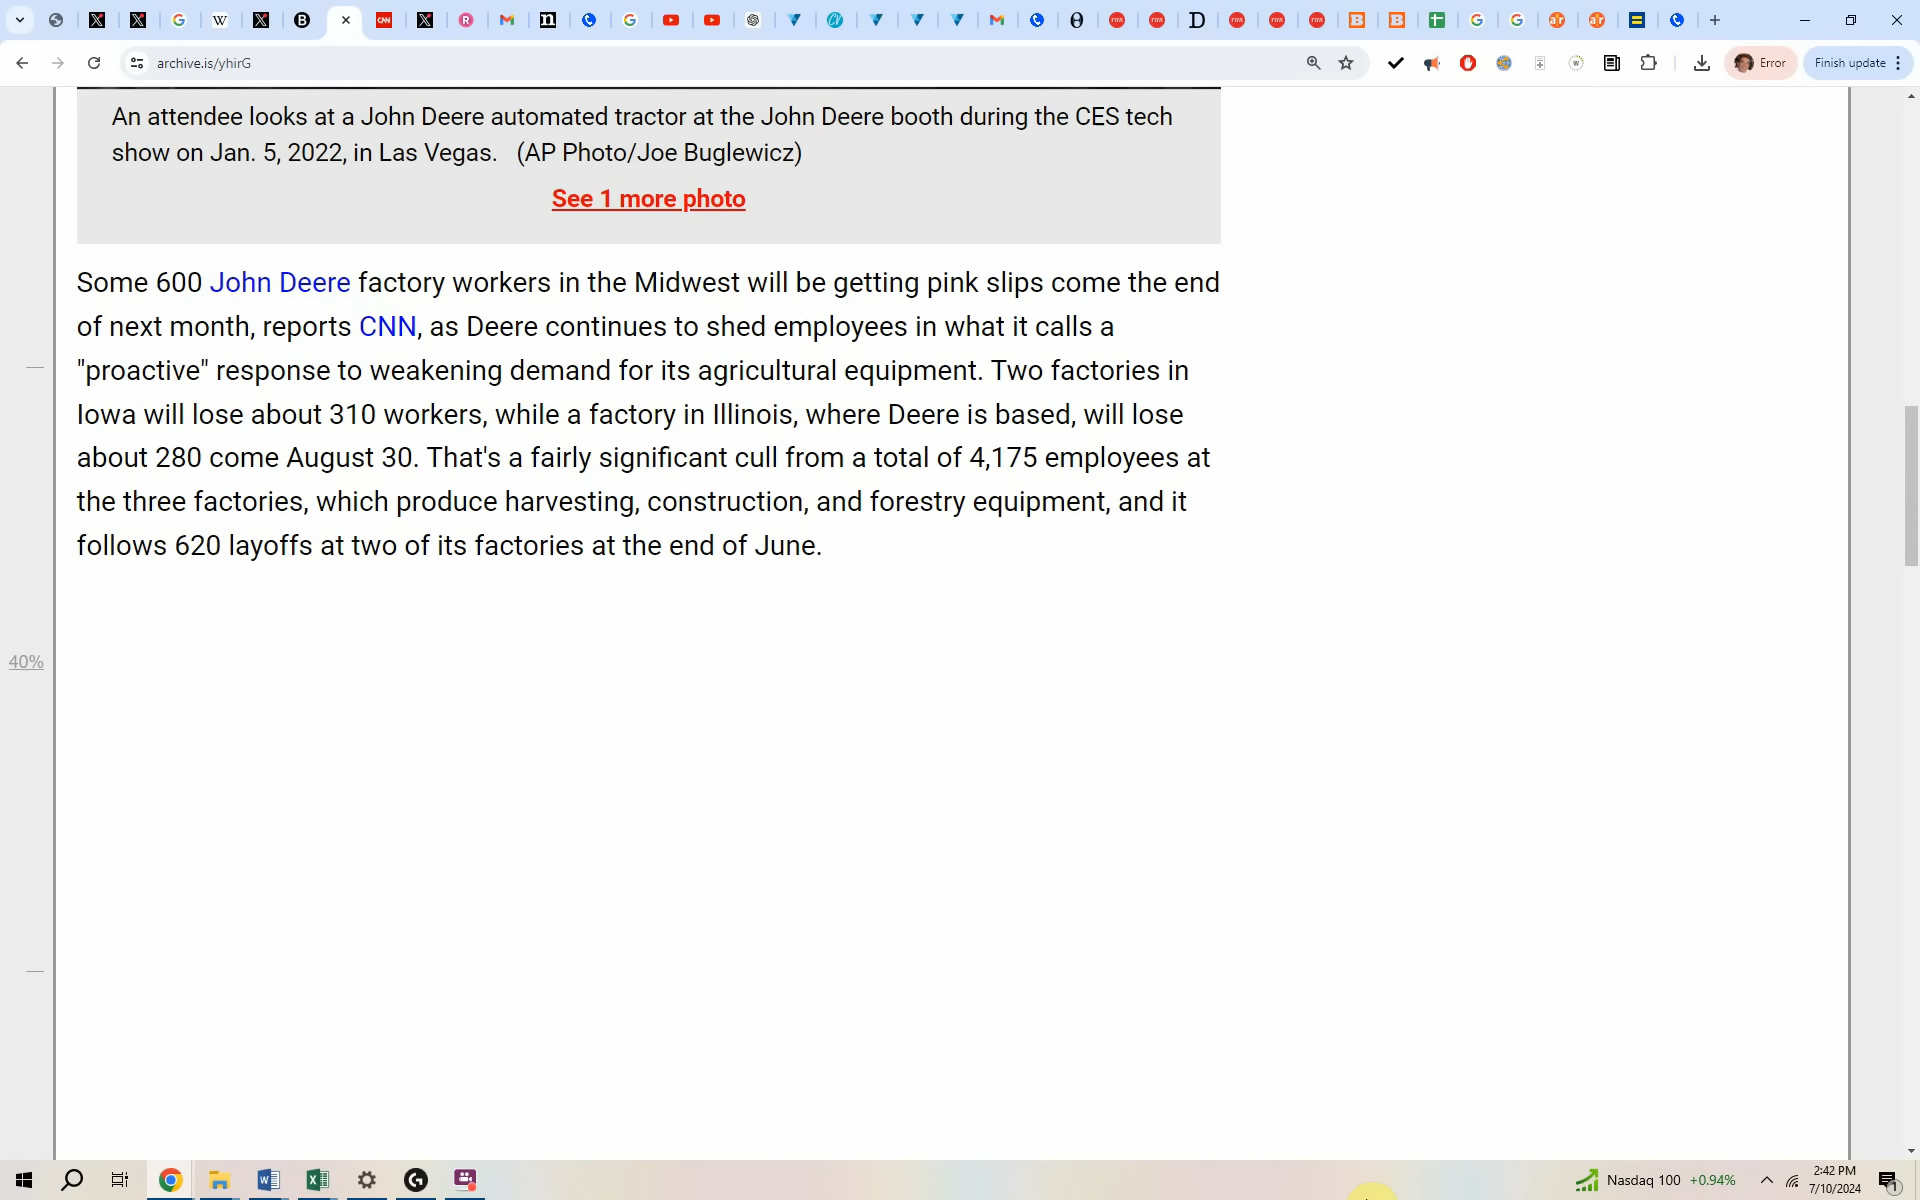 archive.is/yhirG
Error
Finish update
An attendee looks at a John Deere automated tractor at the John Deere booth during the CES tech
show on Jan. 5, 2022, in Las Vegas. (AP Photo/Joe Buglewicz)
See 1 more photo
Some 600 John Deere factory workers in the Midwest will be getting pink slips come the end
of next month, reports CNN, as Deere continues to shed employees in what it calls a
"proactive" response to weakening demand for its agricultural equipment. Two factories in
Iowa will lose about 310 workers, while a factory in Illinois, where Deere is based, will lose
about 280 come August 30. That's a fairly significant cull from a total of 4,175 employees at
the three factories, which produce harvesting, construction, and forestry equipment, and it
follows 620 layoffs at two of its factories at the end of June.
40%
Nasdaq 100 +0.94%
2:42 PM
7/10/2024
1